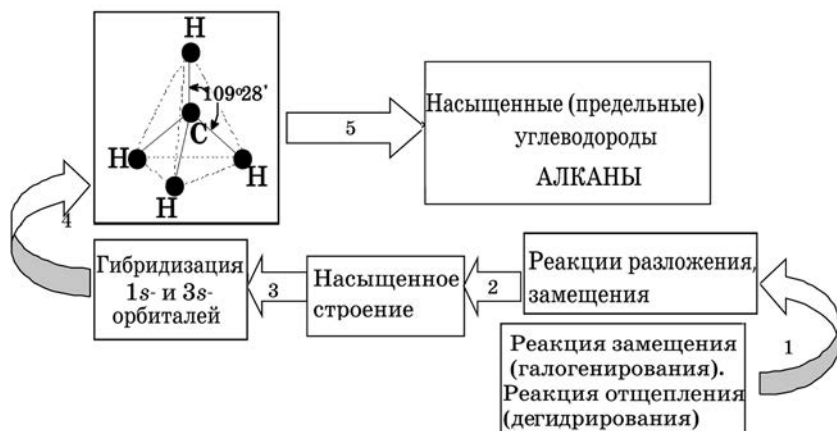 H
109°28'
C
H
H
H
5
Насыщенные (предельные)
углеводороды
АЛКАНЫ
4
Гибридизация
1s- и 3s-
орбиталей
3
Насыщенное
строение
2
Реакции разложения,
замещения
Реакция замещения
(галогенирования).
Реакция отщепления
(дегидрирования)
1